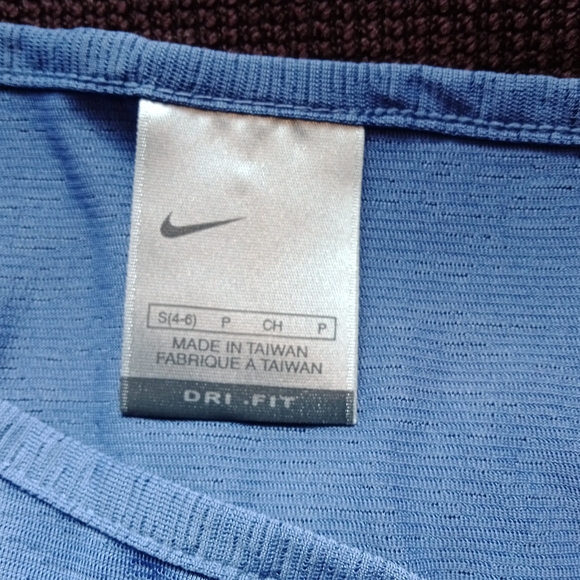 S(4-6) P CH P
MADE IN TAIWAN
FABRIQUE A TAIWAN
DRI.FIT